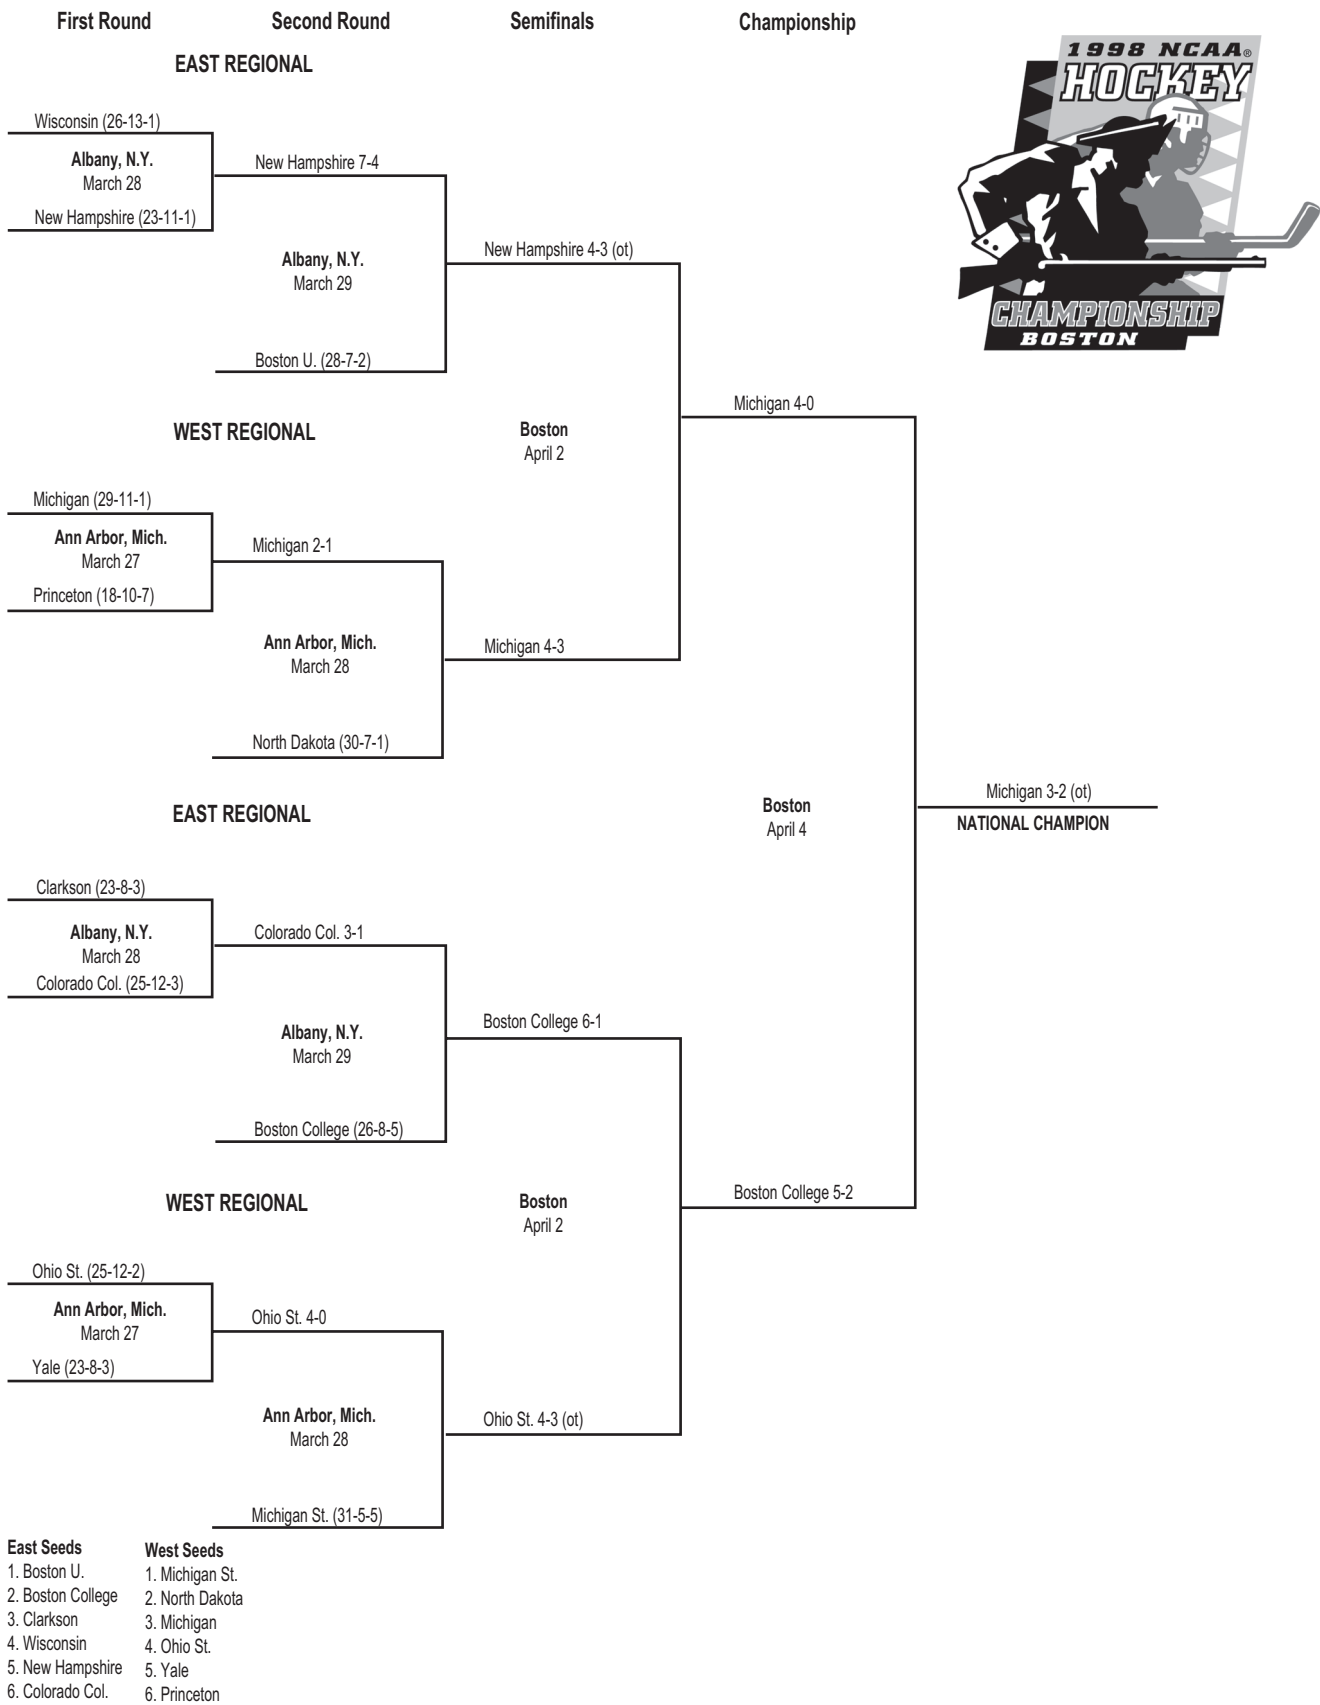 First Round Second Round Semifinals Championship
1998 NCAA®
HOCKEY
CHAMPIONSHIP
BOSTON
EAST REGIONAL
Wisconsin (26-13-1)
Albany, N.Y.
March 28
New Hampshire (23-11-1)
New Hampshire 7-4
Albany, N.Y.
March 29
Boston U. (28-7-2)
New Hampshire 4-3 (ot)
WEST REGIONAL
Boston
April 2
Michigan 4-0
Michigan (29-11-1)
Ann Arbor, Mich.
March 27
Princeton (18-10-7)
Michigan 2-1
Ann Arbor, Mich.
March 28
North Dakota (30-7-1)
Michigan 4-3
Boston
April 4
Michigan 3-2 (ot)
NATIONAL CHAMPION
EAST REGIONAL
Clarkson (23-8-3)
Albany, N.Y.
March 28
Colorado Col. (25-12-3)
Colorado Col. 3-1
Albany, N.Y.
March 29
Boston College (26-8-5)
Boston College 6-1
WEST REGIONAL
Boston
April 2
Boston College 5-2
Ohio St. (25-12-2)
Ann Arbor, Mich.
March 27
Yale (23-8-3)
Ohio St. 4-0
Ann Arbor, Mich.
March 28
Michigan St. (31-5-5)
Ohio St. 4-3 (ot)
East Seeds
1. Boston U.
2. Boston College
3. Clarkson
4. Wisconsin
5. New Hampshire
6. Colorado Col.
West Seeds
1. Michigan St.
2. North Dakota
3. Michigan
4. Ohio St.
5. Yale
6. Princeton